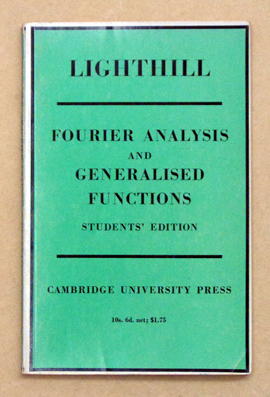 LIGHTHILL
FOURIER ANALYSIS
AND
GENERALISED
FUNCTIONS
STUDENTS' EDITION
CAMBRIDGE UNIVERSITY PRESS
10s. 6d. net; $1.75